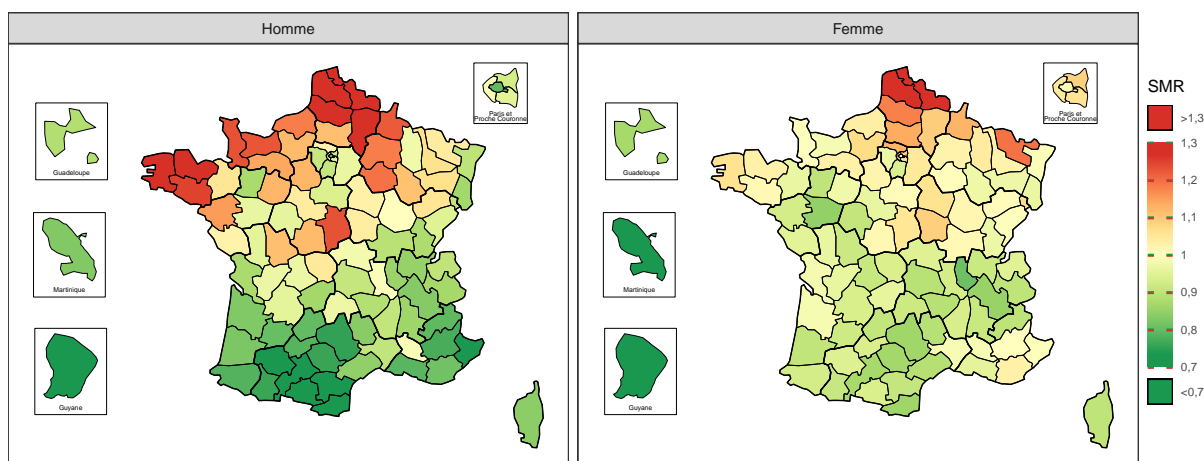 Homme
Femme
Paris et
Proche Couronne
Guadeloupe
Martinique
Guyane
Paris et
Proche Couronne
Guadeloupe
Martinique
Guyane
SMR
>1,3
1,3
1,2
1,1
1
0,9
1,8
0,7
<0,7